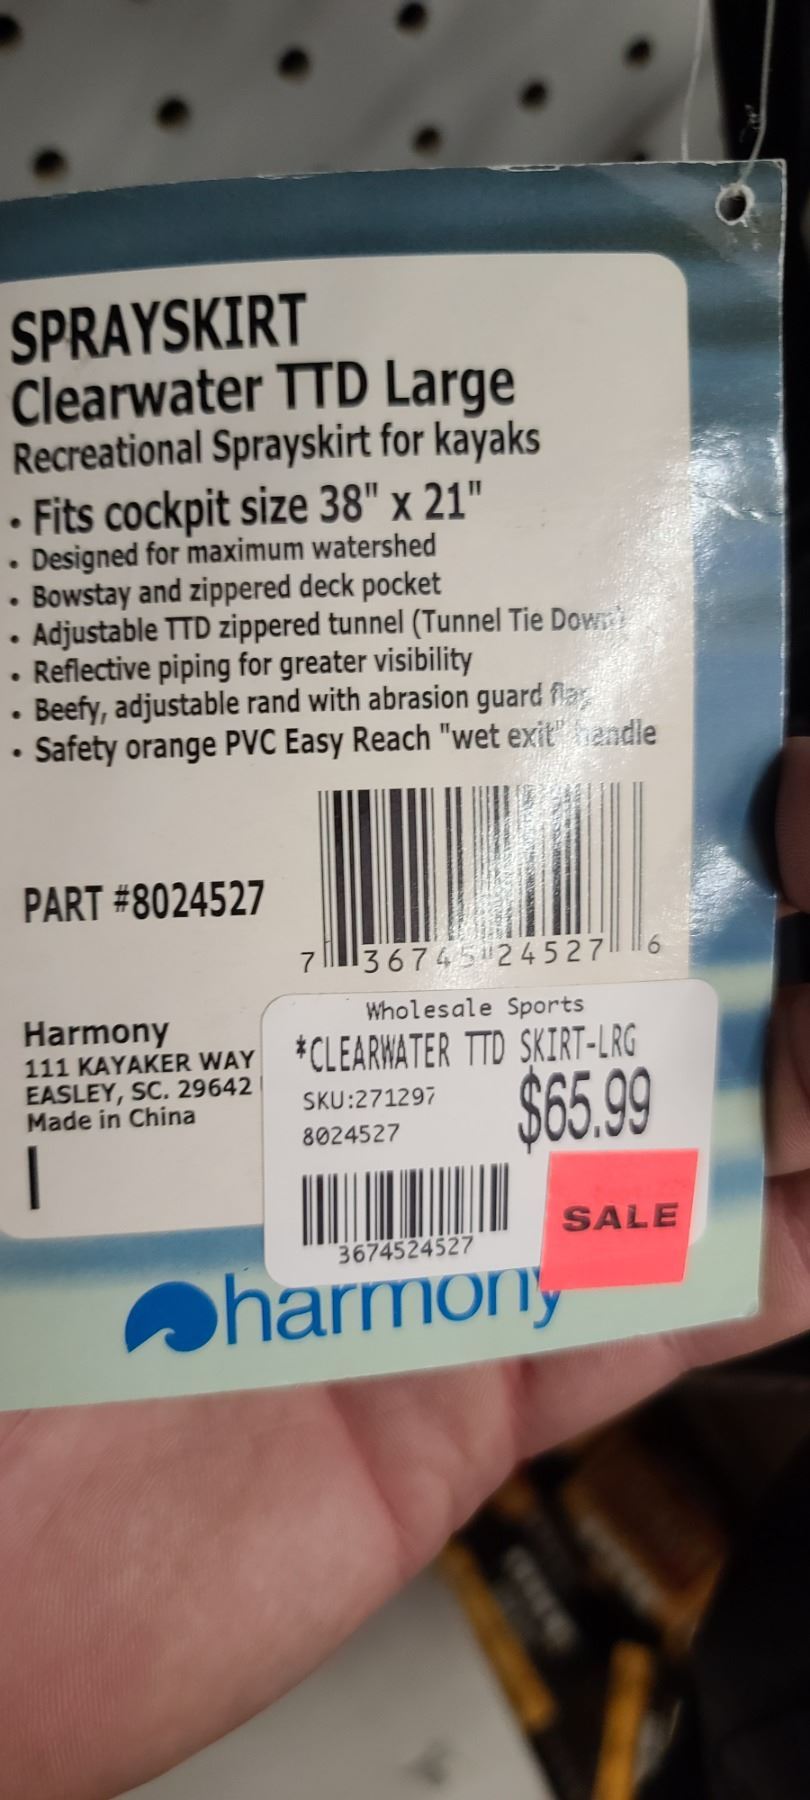 SPRAYSKIRT
Clearwater TTD Large
Recreational Sprayskirt for kayaks
• Fits cockpit size 38" x 21"
• Designed for maximum watershed
• Bowstay and zippered deck pocket
• Adjustable TTD zippered tunnel (Tunnel Tie Down)
• Reflective piping for greater visibility
• Beefy, adjustable rand with abrasion guard flap
• Safety orange PVC Easy Reach "wet exit" handle
PART #8024527
7 36745 24527 6
Harmony
111 KAYAKER WAY
EASLEY, SC. 29642
Made in China
Wholesale Sports
*CLEARWATER TTD SKIRT-LRG
SKU:271297
$65.99
8024527
3674524527
SALE
harmony